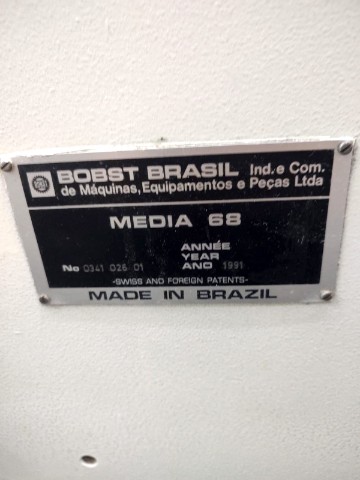 BOBST BRASIL Ind. e Com.
de Máquinas, Equipamentos e Peças Ltda
MEDIA 68
ANNÉE
YEAR
No 0341 026 01 ANO 1991
-SWISS AND FOREIGN PATENTS-
MADE IN BRAZIL